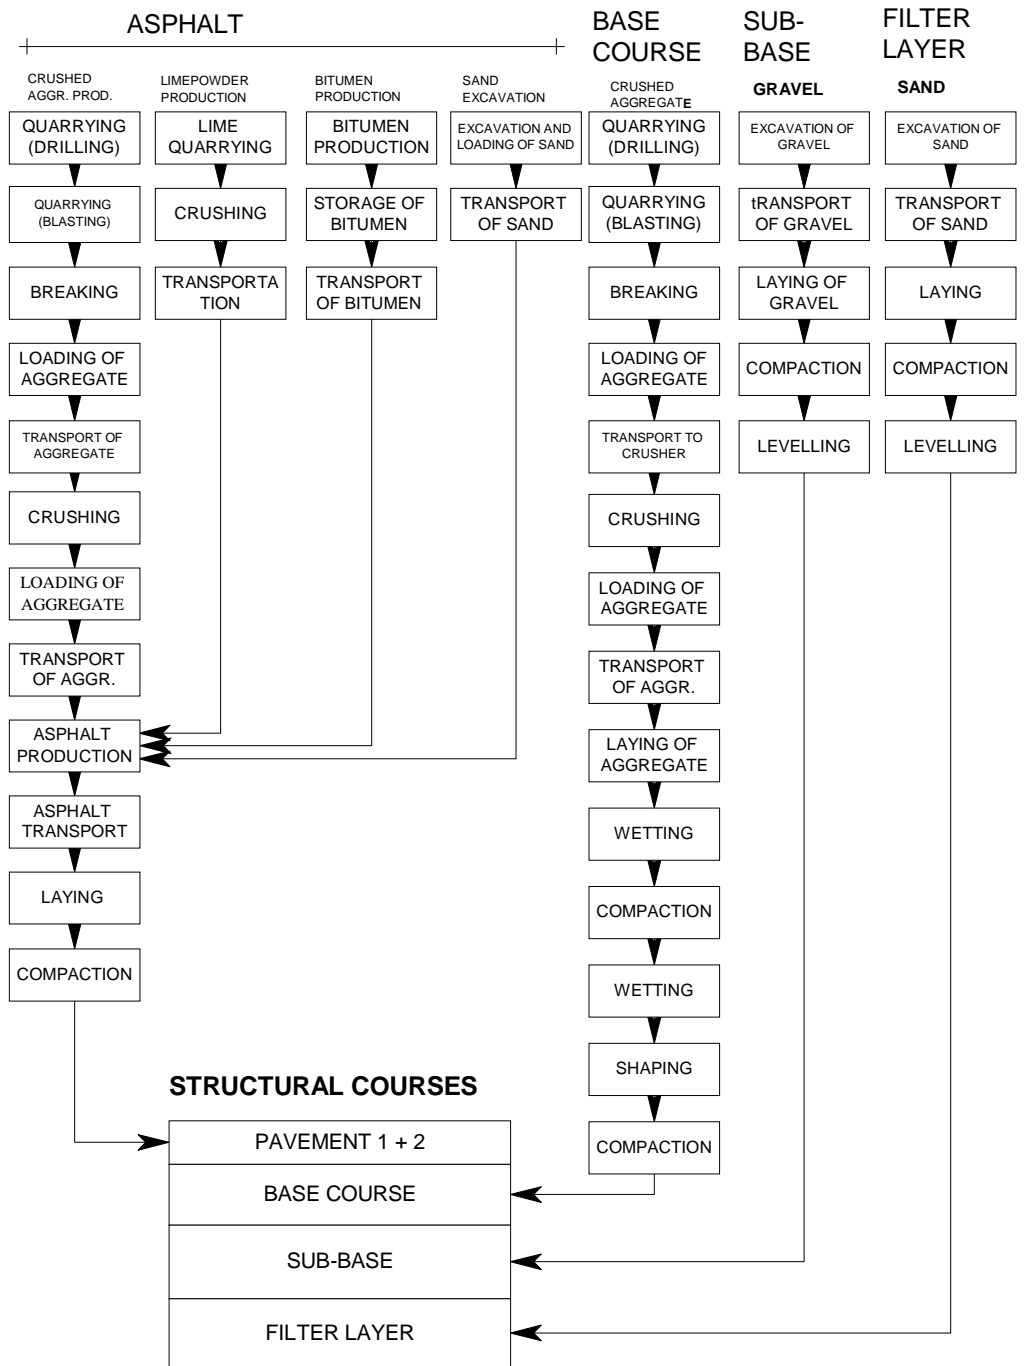 ASPHALT
CRUSHED
AGGR. PROD.
QUARRYING
(DRILLING)
QUARRYING
(BLASTING)
BREAKING
LOADING OF
AGGREGATE
TRANSPORT OF
AGGREGATE
CRUSHING
LOADING OF
AGGREGATE
TRANSPORT
OF AGGR.
ASPHALT
PRODUCTION
ASPHALT
TRANSPORT
LAYING
COMPACTION
LIMEPOWDER
PRODUCTION
LIME
QUARRYING
CRUSHING
TRANSPORTA
TION
BITUMEN
PRODUCTION
BITUMEN
PRODUCTION
STORAGE OF
BITUMEN
TRANSPORT
OF BITUMEN
SAND
EXCAVATION
EXCAVATION AND
LOADING OF SAND
TRANSPORT
OF SAND
BASE
COURSE
CRUSHED
AGGREGATE
QUARRYING
(DRILLING)
QUARRYING
(BLASTING)
BREAKING
LOADING OF
AGGREGATE
TRANSPORT TO
CRUSHER
CRUSHING
LOADING OF
AGGREGATE
TRANSPORT
OF AGGR.
LAYING OF
AGGREGATE
WETTING
COMPACTION
WETTING
SHAPING
COMPACTION
SUB-
BASE
GRAVEL
EXCAVATION OF
GRAVEL
tRANSPORT
OF GRAVEL
LAYING OF
GRAVEL
COMPACTION
LEVELLING
FILTER
LAYER
SAND
EXCAVATION OF
SAND
TRANSPORT
OF SAND
LAYING
COMPACTION
LEVELLING
STRUCTURAL COURSES
PAVEMENT 1 + 2
BASE COURSE
SUB-BASE
FILTER LAYER